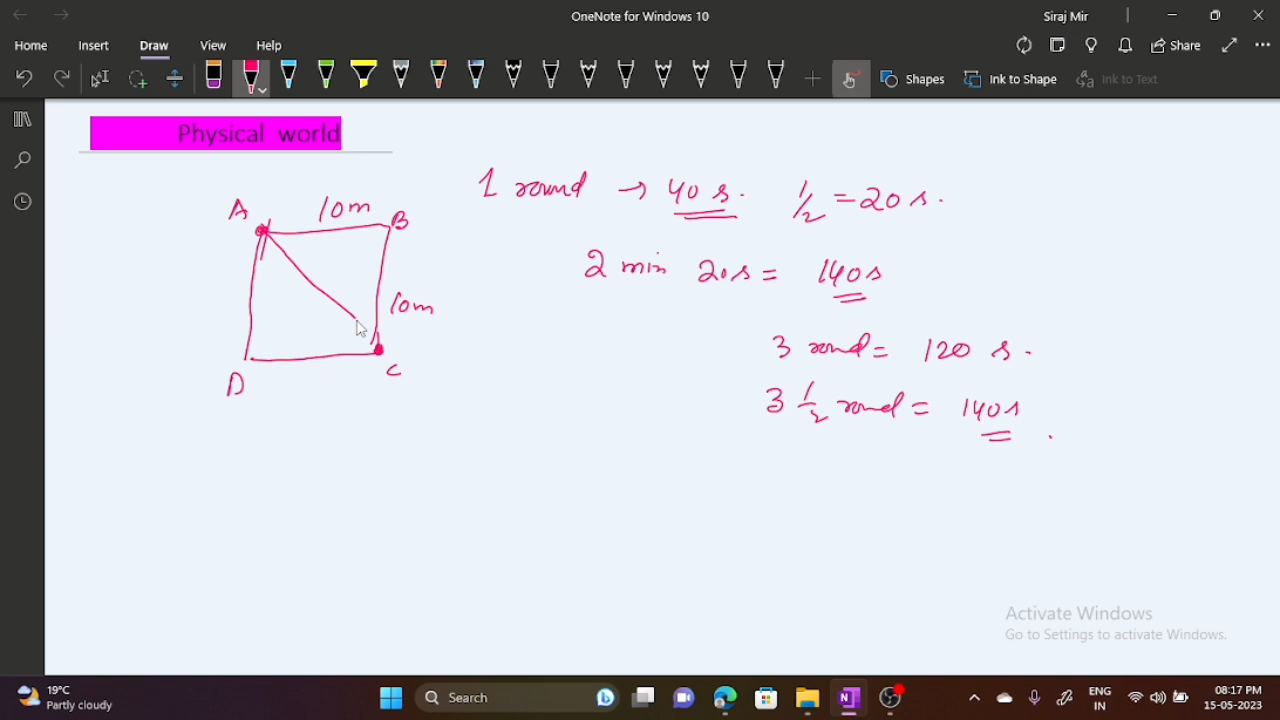 OneNote for Windows 10
Siraj Mir
Home Insert Draw View Help
Share
Shapes
Ink to Shape
Ink to Text
Physical world
A 10m B
10m
D C
1 round → 40 s. 1/2 = 20 s.
2 min 20s = 140s
3 round = 120 s.
3 1/2 round = 140s
Activate Windows
Go to Settings to activate Windows.
19°C
Partly cloudy
Search
ENG
IN
08:17 PM
15-05-2023